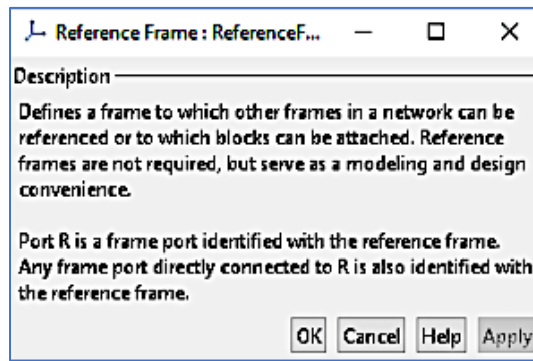 Reference Frame : ReferenceF...
Description
Defines a frame to which other frames in a network can be
referenced or to which blocks can be attached. Reference
frames are not required, but serve as a modeling and design
convenience.
Port R is a frame port identified with the reference frame.
Any frame port directly connected to R is also identified with
the reference frame.
OK Cancel Help Apply